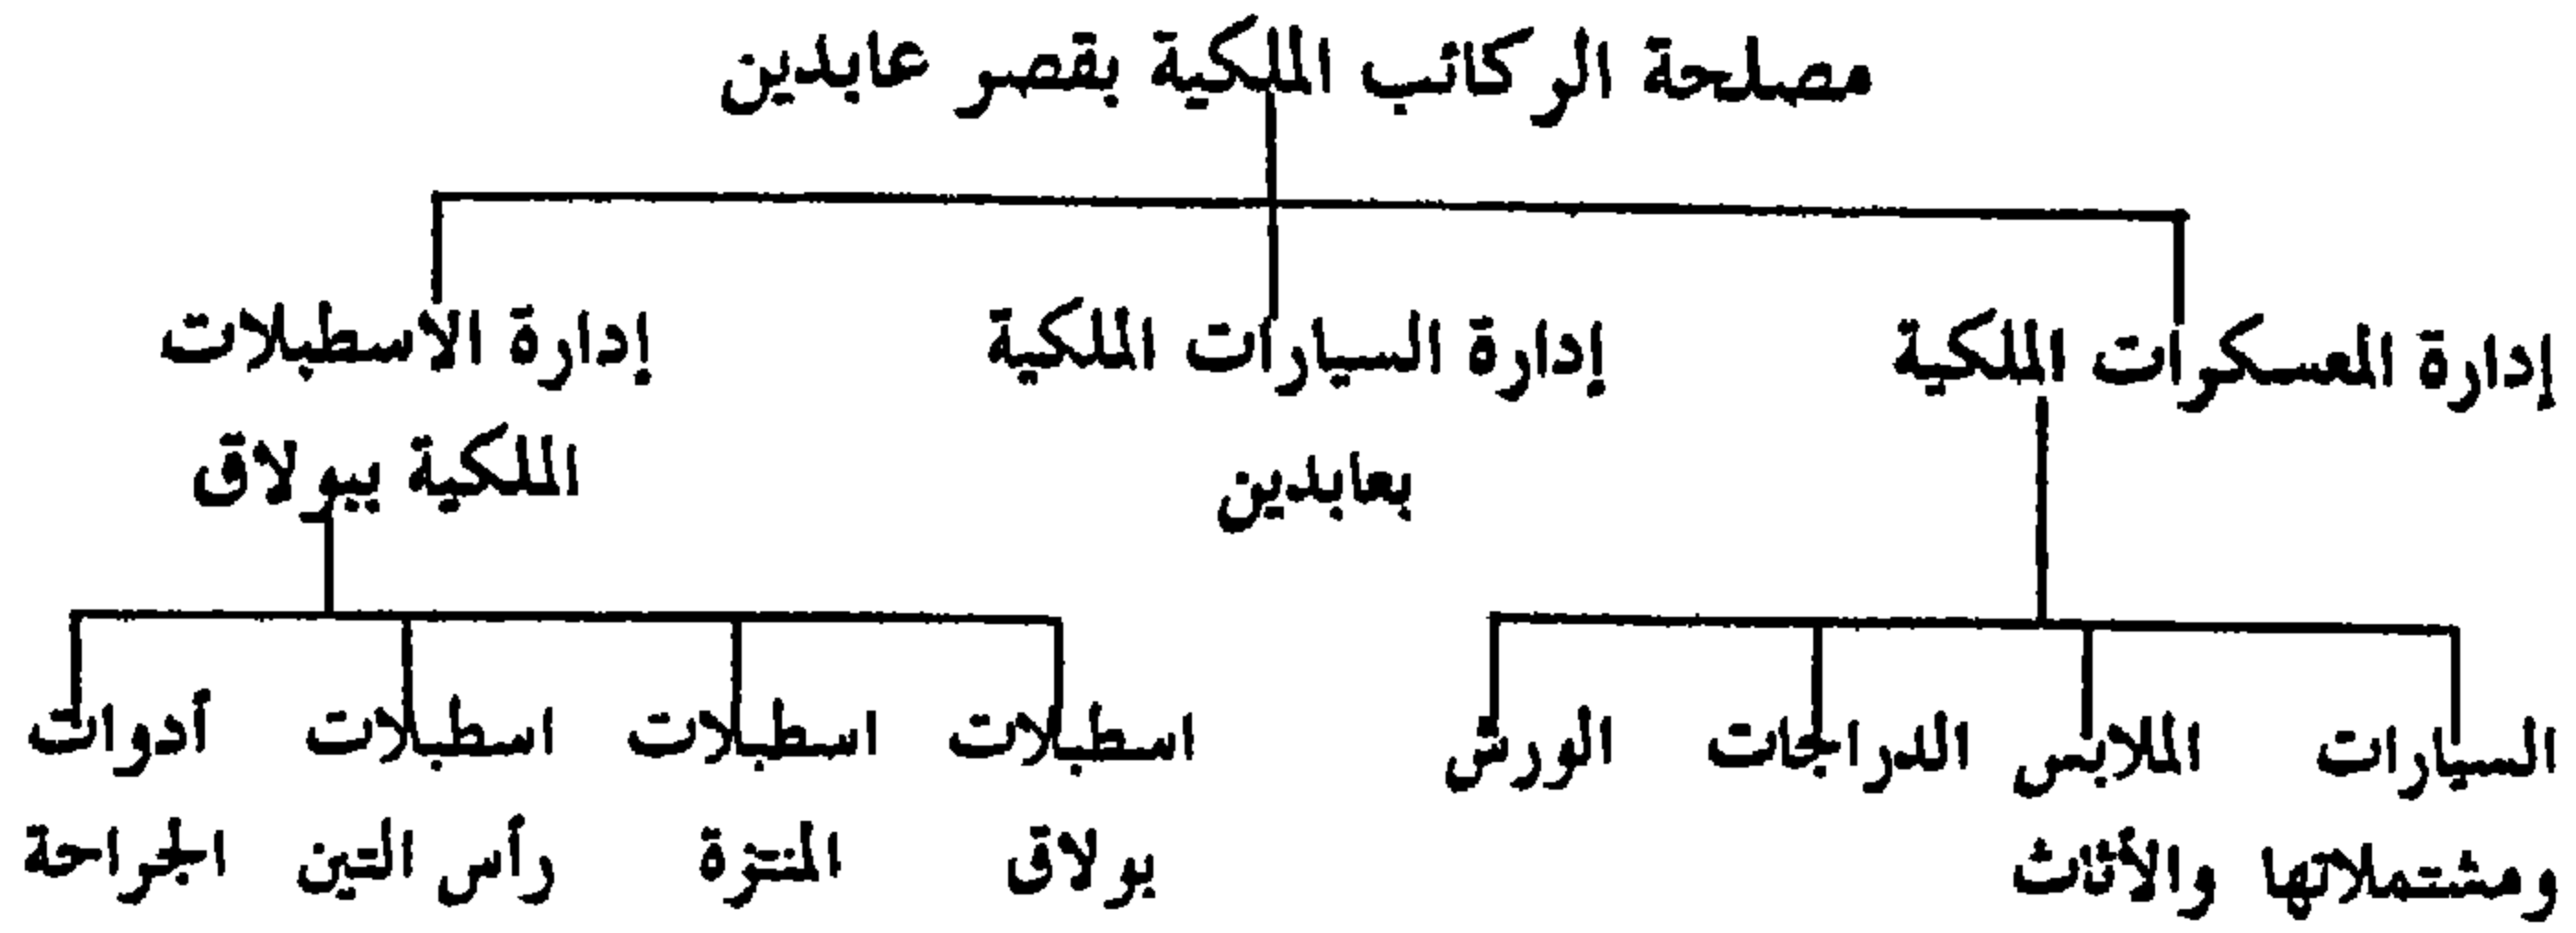 مصلحة الركائب الملكية بقصر عابدين
إدارة المعسكرات الملكية
إدارة السيارات الملكية
بعابدين
إدارة الاسطبلات
الملكية ببولاق
السيارات
ومشتملاتها
الملابس
والأثاث
الدراجات
الورش
اسطبلات
بولاق
اسطبلات
المنتزة
اسطبلات
رأس التين
أدوات
الجراحة